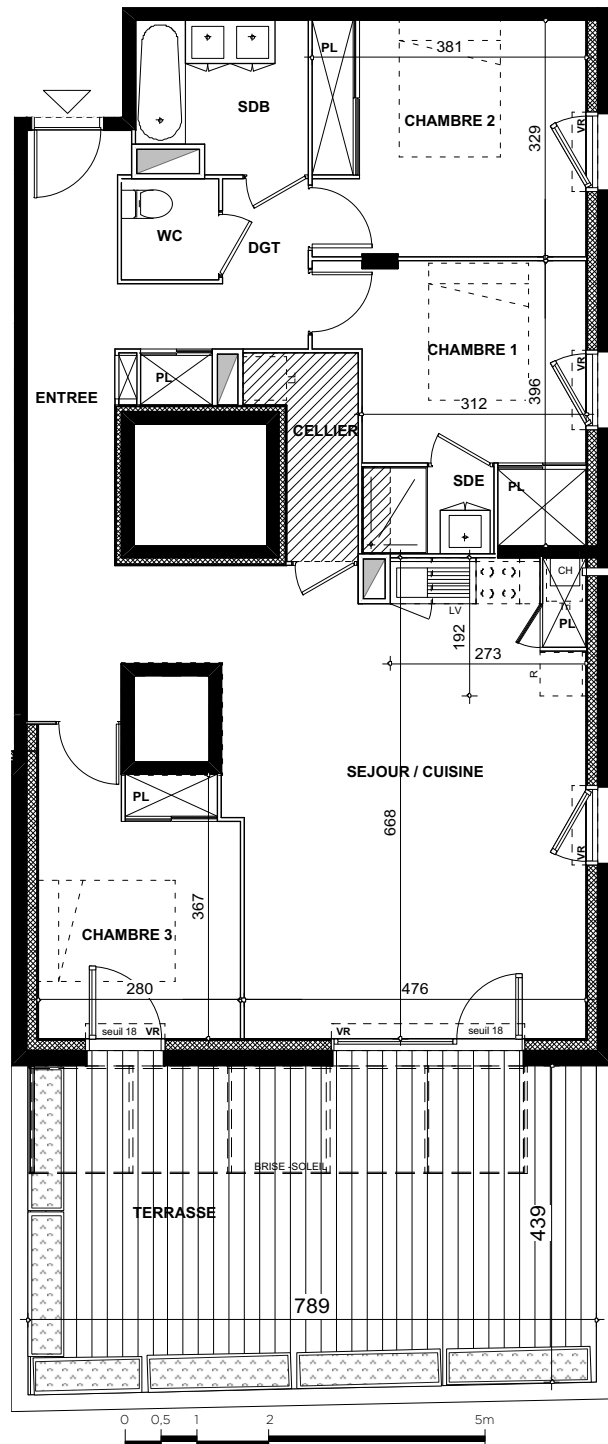 PL
381
SDB
CHAMBRE 2
329
VR
WC
DGT
CHAMBRE 1
VR
PL
LL
ENTREE
396
312
CELLIER
SDE
PL
CH
Td
LV
PL
192
273
R
SEJOUR / CUISINE
PL
668
VR
367
CHAMBRE 3
280
476
seuil 18
VR
VR
seuil 18
BRISE -SOLEIL
TERRASSE
439
789
0 0,5 1 2 5m